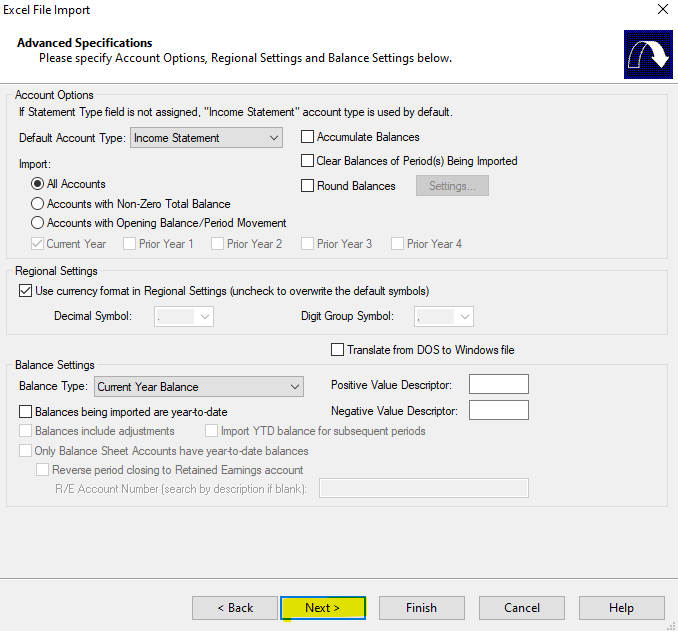 Excel File Import
Advanced Specifications
Please specify Account Options, Regional Settings and Balance Settings below.
Account Options
If Statement Type field is not assigned, "Income Statement" account type is used by default.
Default Account Type: Income Statement
Accumulate Balances
Import:
Clear Balances of Period(s) Being Imported
All Accounts
Round Balances Settings...
Accounts with Non-Zero Total Balance
Accounts with Opening Balance/Period Movement
Current Year Prior Year 1 Prior Year 2 Prior Year 3 Prior Year 4
Regional Settings
Use currency format in Regional Settings (uncheck to overwrite the default symbols)
Decimal Symbol: . Digit Group Symbol: ,
Translate from DOS to Windows file
Balance Settings
Balance Type: Current Year Balance Positive Value Descriptor:
Balances being imported are year-to-date Negative Value Descriptor:
Balances include adjustments Import YTD balance for subsequent periods
Only Balance Sheet Accounts have year-to-date balances
Reverse period closing to Retained Earnings account
R/E Account Number (search by description if blank):
< Back Next > Finish Cancel Help